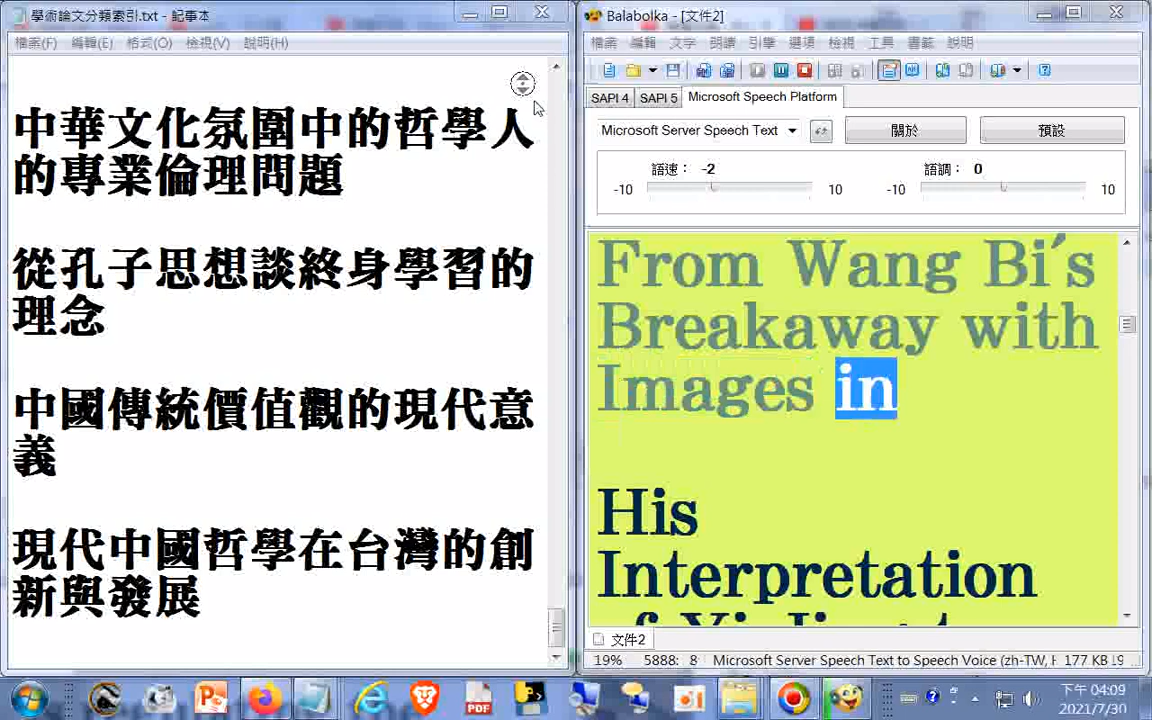 學術論文分類索引.txt - 記事本
檔案(F) 編輯(E) 格式(O) 檢視(V) 說明(H)
中華文化氛圍中的哲學人
的專業倫理問題
從孔子思想談終身學習的
理念
中國傳統價值觀的現代意
義
現代中國哲學在台灣的創
新與發展
Balabolka - [文件2]
檔案 編輯 文字 朗讀 引擎 選項 檢視 工具 書籤 說明
SAPI 4 SAPI 5 Microsoft Speech Platform
Microsoft Server Speech Text 關於 預設
語速： -2 語調： 0
-10 10 -10 10
From Wang Bi's
Breakaway with
Images in
His
Interpretation
文件2
19% 5888: 8 Microsoft Server Speech Text to Speech Voice (zh-TW, 177 KB
PDF
下午 04:09
2021/7/30